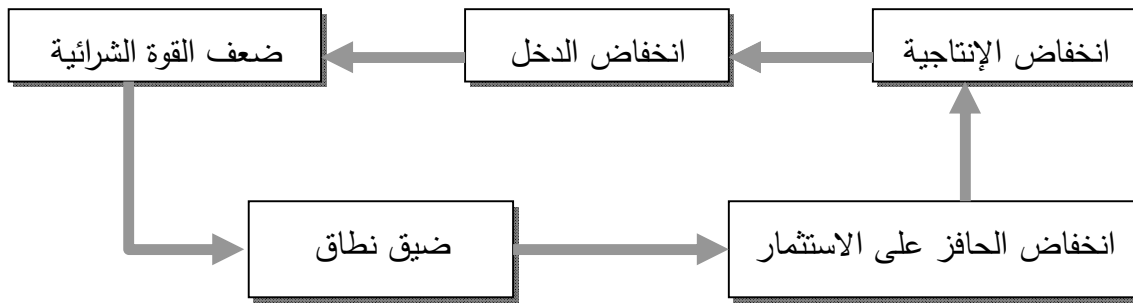 انخفاض الإنتاجية
انخفاض الدخل
ضعف القوة الشرائية
ضيق نطاق
انخفاض الحافز على الاستثمار